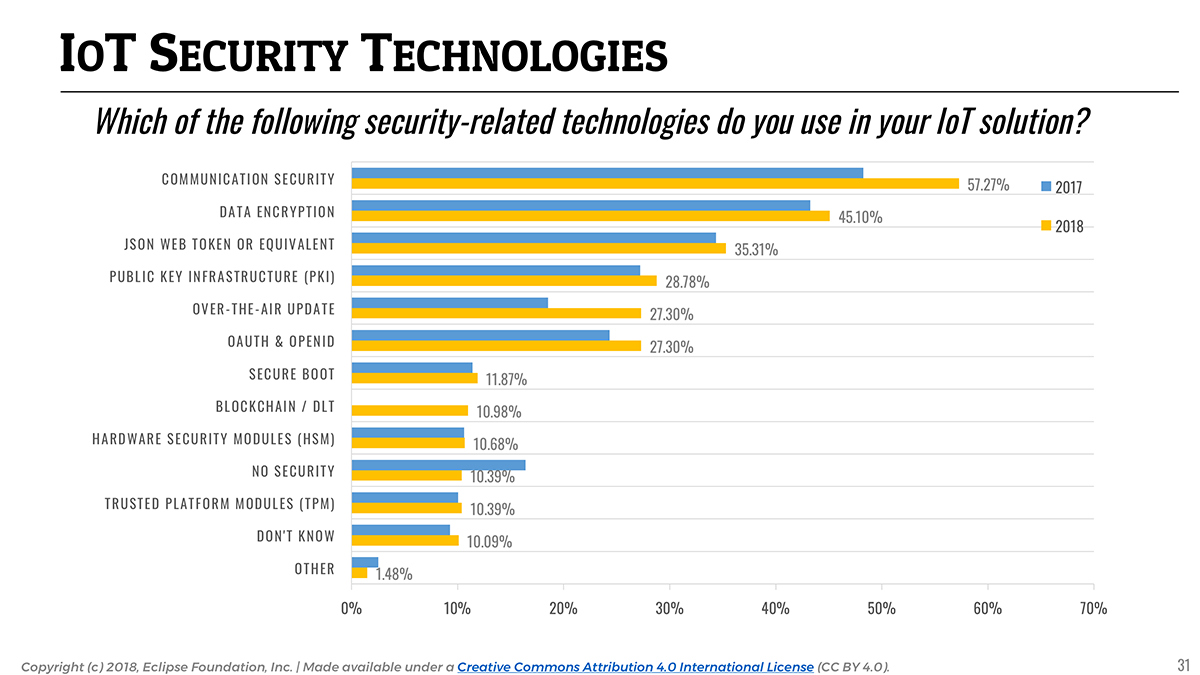 IoT Security Technologies
Which of the following security-related technologies do you use in your IoT solution?
COMMUNICATION SECURITY 57.27%
2017
DATA ENCRYPTION 45.10%
2018
JSON WEB TOKEN OR EQUIVALENT 35.31%
PUBLIC KEY INFRASTRUCTURE (PKI) 28.78%
OVER-THE-AIR UPDATE 27.30%
OAUTH & OPENID 27.30%
SECURE BOOT 11.87%
BLOCKCHAIN / DLT 10.98%
HARDWARE SECURITY MODULES (HSM) 10.68%
NO SECURITY 10.39%
TRUSTED PLATFORM MODULES (TPM) 10.39%
DON'T KNOW 10.09%
OTHER 1.48%
0% 10% 20% 30% 40% 50% 60% 70%
Copyright (c) 2018, Eclipse Foundation, Inc. | Made available under a Creative Commons Attribution 4.0 International License (CC BY 4.0).
31